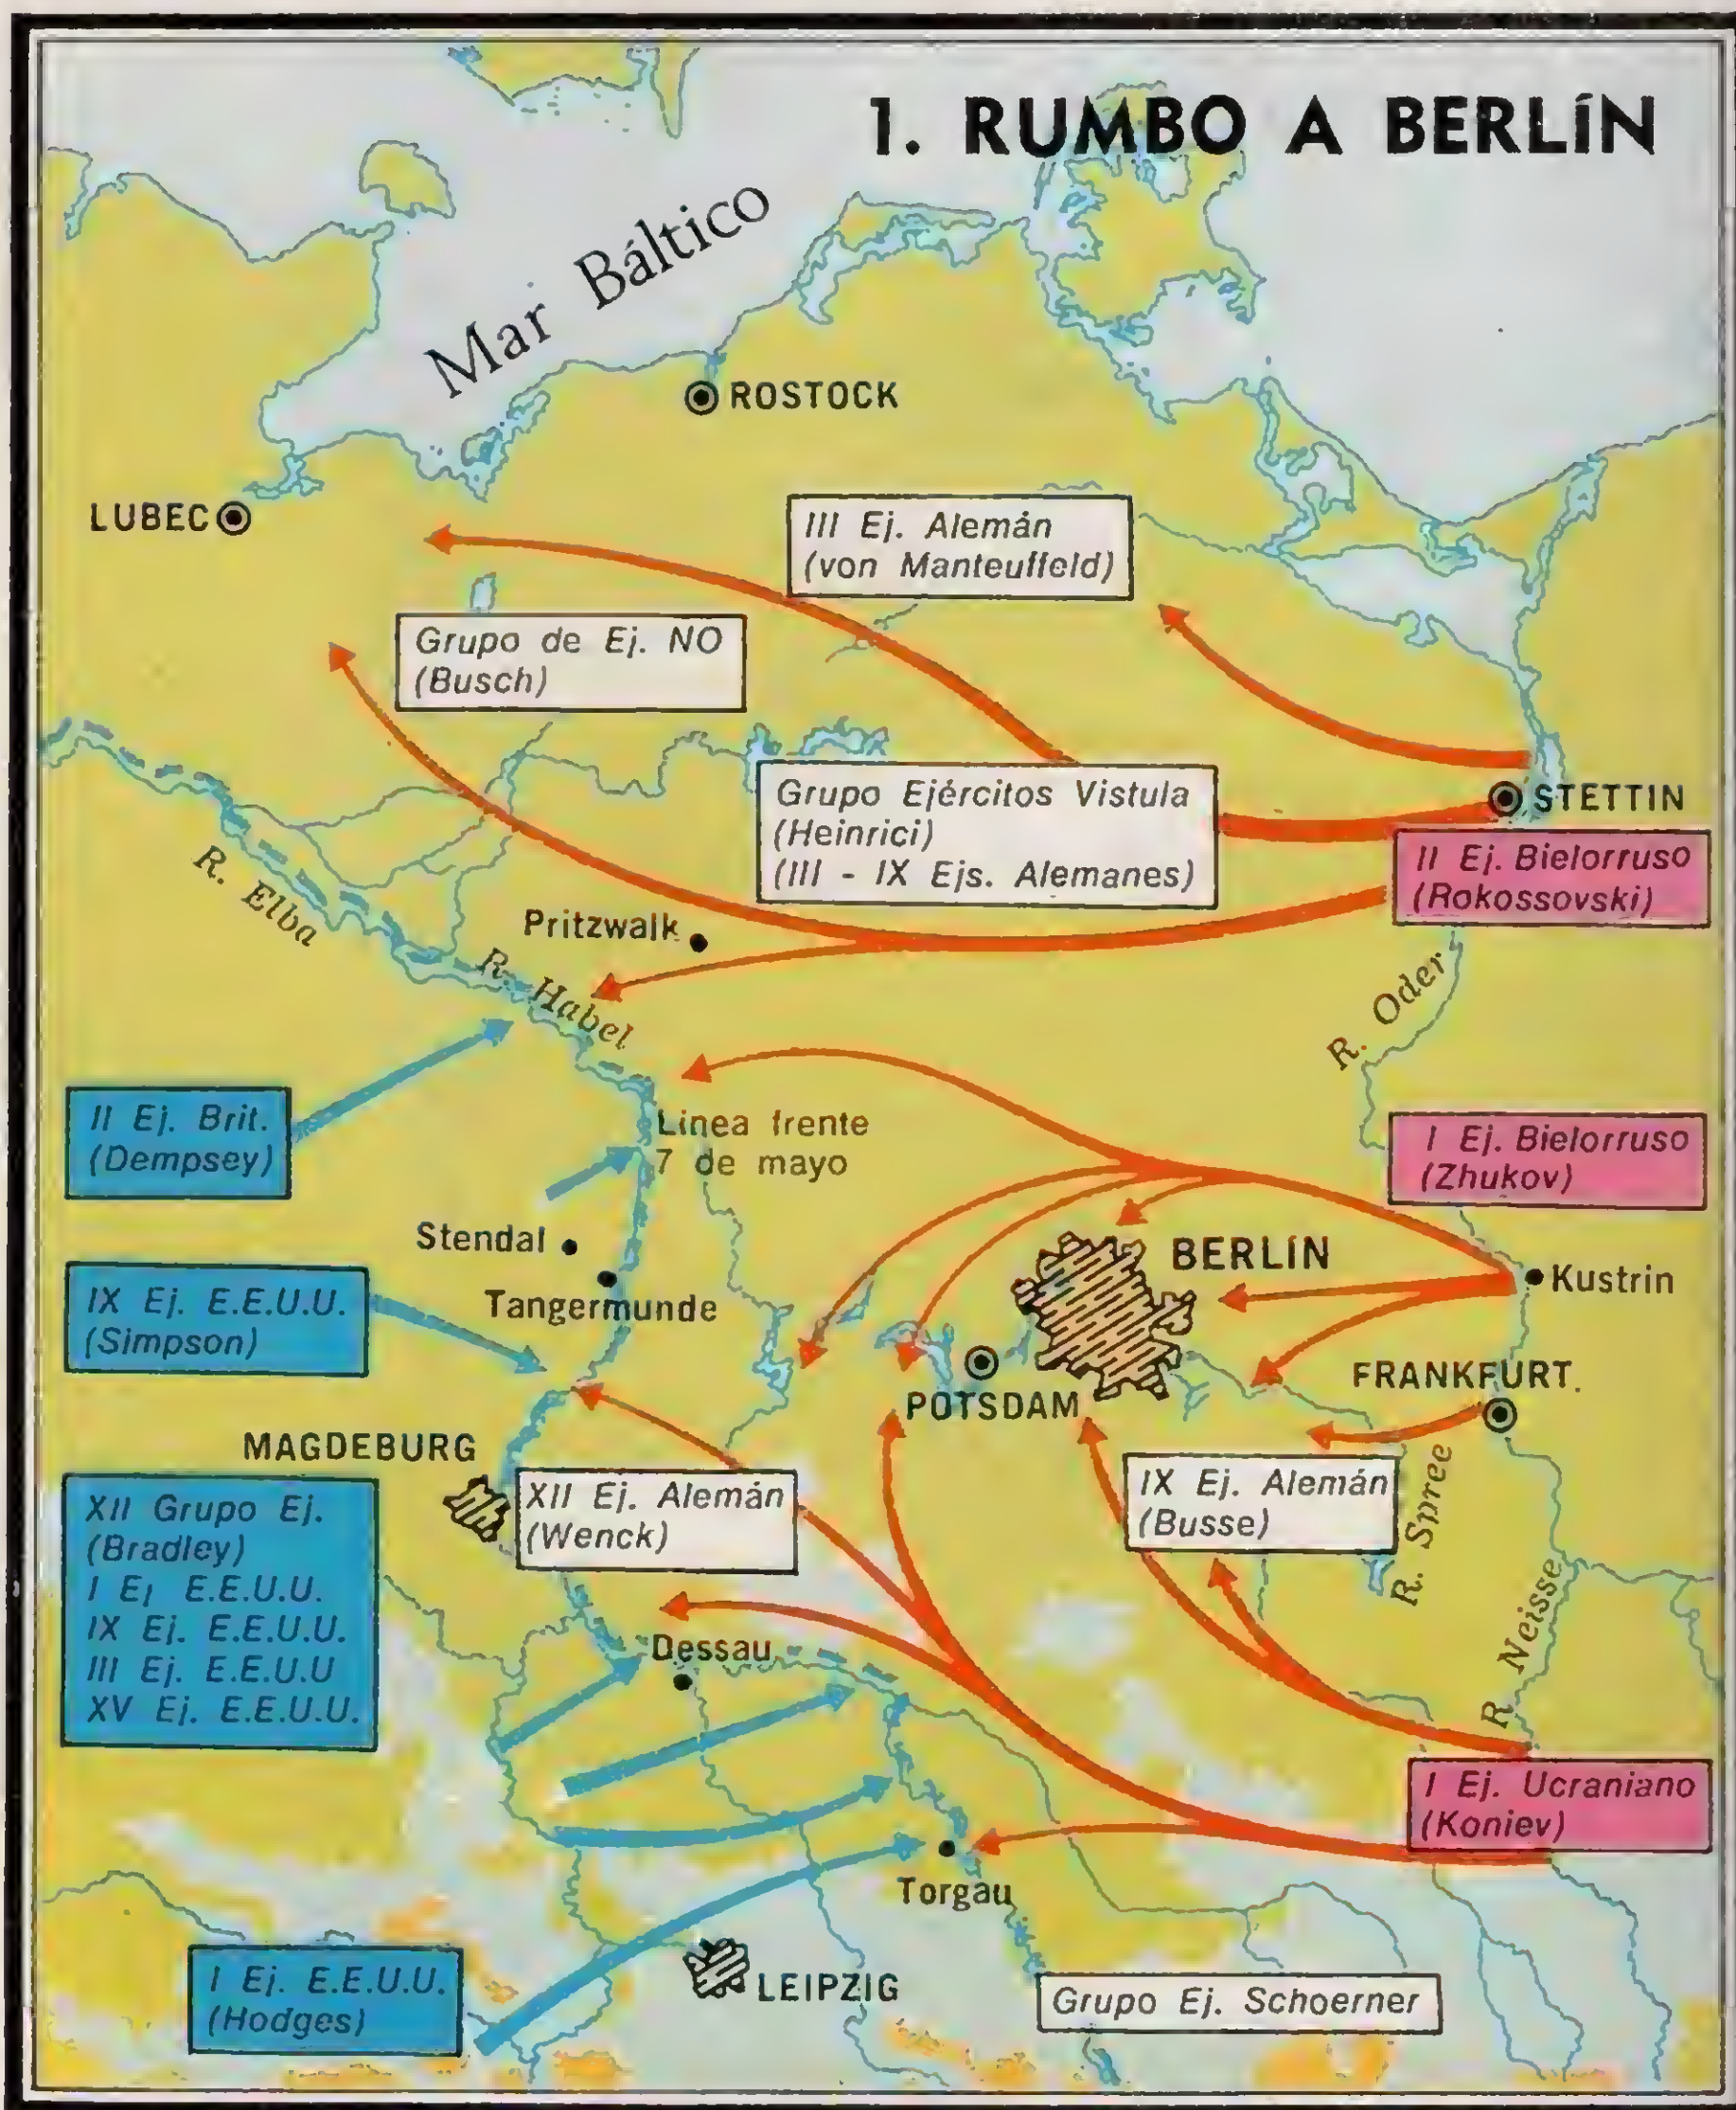 1. RUMBO A BERLÍN
Mar Báltico
ROSTOCK
LUBEC
III Ej. Alemán
(von Manteuffeld)
Grupo de Ej. NO
(Busch)
Grupo Ejércitos Vistula
(Heinrici)
(III - IX Ejs. Alemanes)
STETTIN
II Ej. Bielorruso
(Rokossovski)
R. Elba
Pritzwalk
R. Habel
R. Oder
II Ej. Brit.
(Dempsey)
Linea frente
7 de mayo
I Ej. Bielorruso
(Zhukov)
Stendal
BERLÍN
IX Ej. E.E.U.U.
(Simpson)
Tangermunde
Kustrin
FRANKFURT.
POTSDAM
MAGDEBURG
XII Grupo Ej.
(Bradley)
I Ej E.E.U.U.
IX Ej. E.E.U.U.
III Ej. E.E.U.U
XV Ej. E.E.U.U.
XII Ej. Alemán
(Wenck)
IX Ej. Alemán
(Busse)
R. Spree
R Neisse
Dessau
I Ej. Ucraniano
(Koniev)
Torgau
I Ej. E.E.U.U.
(Hodges)
LEIPZIG
Grupo Ej. Schoerner